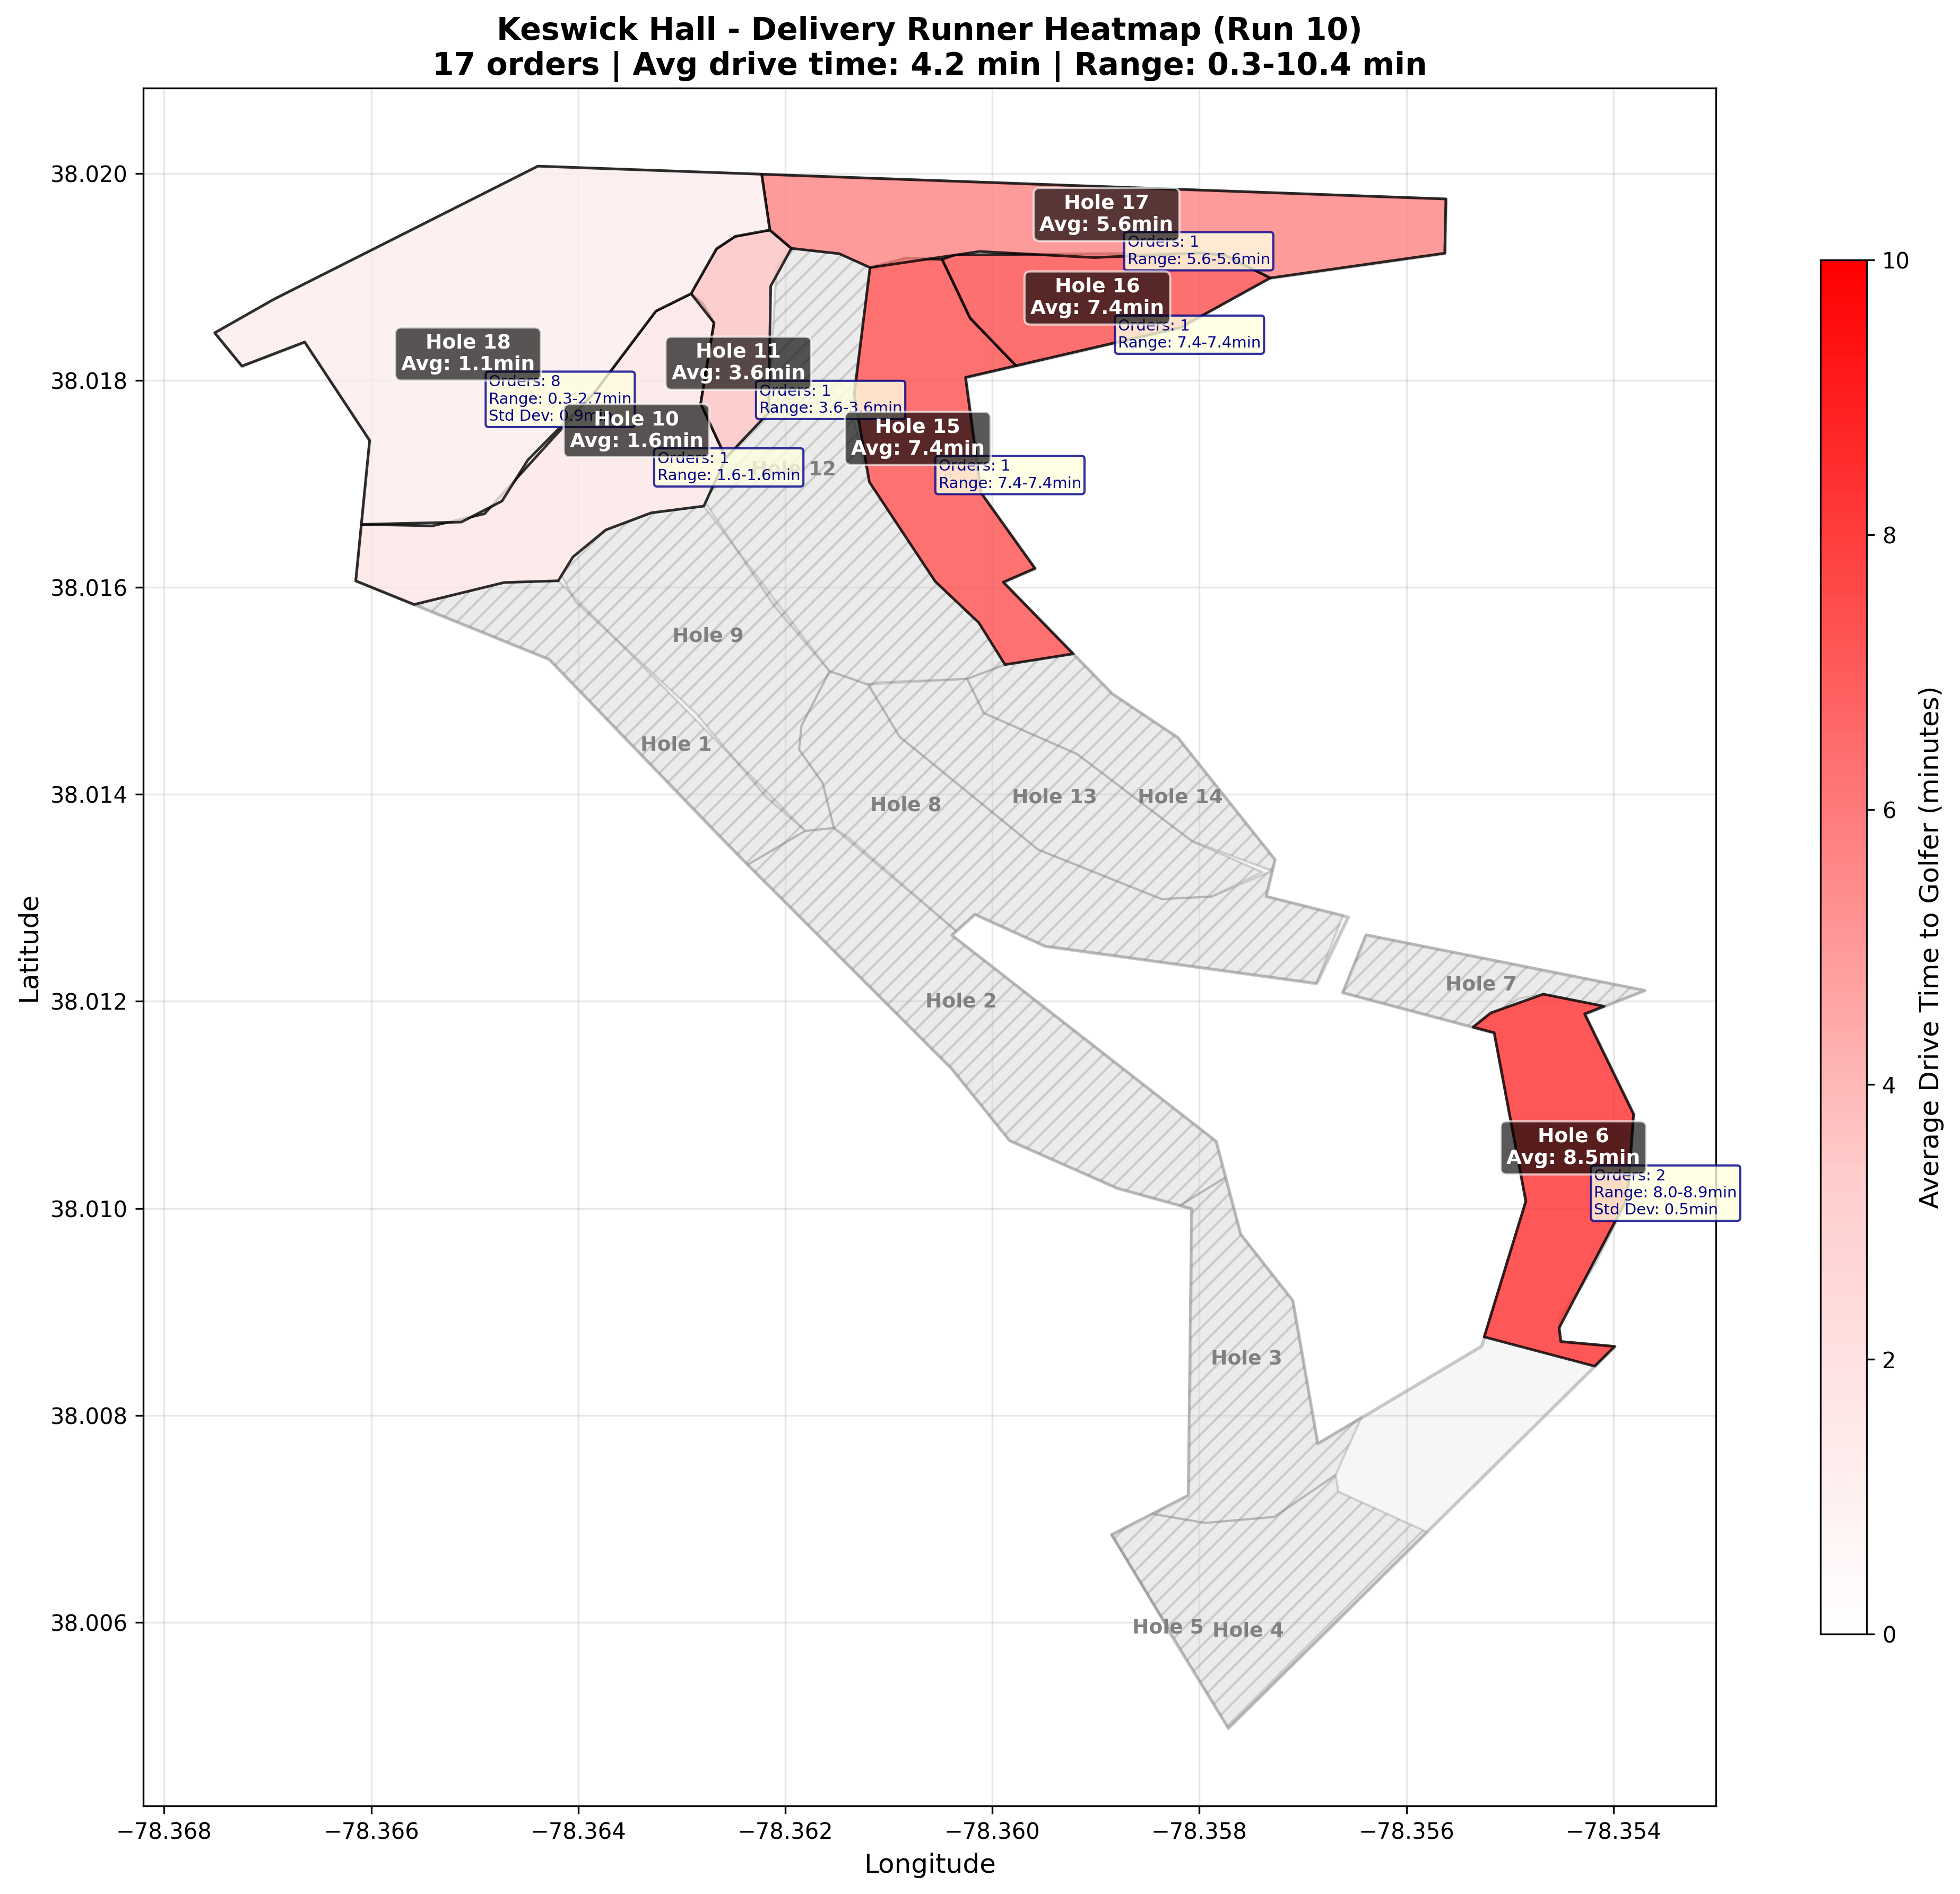 Keswick Hall - Delivery Runner Heatmap (Run 10)
17 orders | Avg drive time: 4.2 min | Range: 0.3-10.4 min
Hole 17
Avg: 5.6min
Orders: 1
Range: 5.6-5.6min
Hole 16
Avg: 7.4min
Orders: 1
Range: 7.4-7.4min
Hole 18
Avg: 1.1min
Orders: 8
Range: 0.3-2.7min
Std Dev: 0.9min
Hole 11
Avg: 3.6min
Orders: 1
Range: 3.6-3.6min
Hole 10
Avg: 1.6min
Orders: 1
Range: 1.6-1.6min
Hole 15
Avg: 7.4min
Orders: 1
Range: 7.4-7.4min
Hole 12
Hole 9
Hole 1
Hole 8
Hole 13
Hole 14
Hole 7
Hole 2
Hole 6
Avg: 8.5min
Orders: 2
Range: 8.0-8.9min
Std Dev: 0.5min
Hole 3
Hole 5
Hole 4
38.020
38.018
38.016
38.014
38.012
38.010
38.008
38.006
Latitude
−78.368
−78.366
−78.364
−78.362
−78.360
−78.358
−78.356
−78.354
Longitude
10
8
6
4
2
0
Average Drive Time to Golfer (minutes)